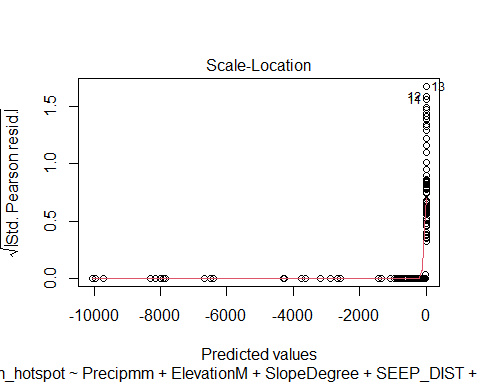 Scale-Location
√|Std. Pearson resid.|
1.5
1.0
0.5
0.0
13
12
14
-10000 -8000 -6000 -4000 -2000 0
Predicted values
n_hotspot ~ Precipmm + ElevationM + SlopeDegree + SEEP_DIST +